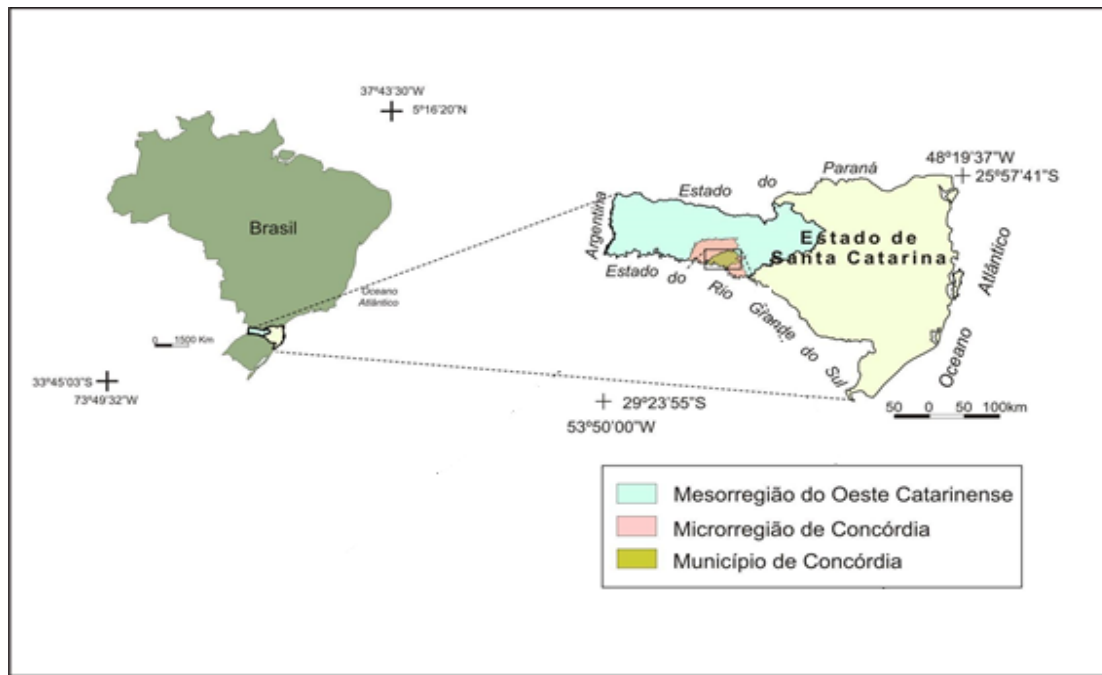 37º43'30"W
5º16'20"N
Brasil
Oceano
Atlântico
0 1500 Km
33º45'03"S
73º49'32"W
48º19'37"W
25º57'41"S
Estado do Paraná
Argentina
Estado de
Santa Catarina
Estado do Rio Grande do Sul
Oceano Atlântico
29º23'55"S
53º50'00"W
50 0 50 100km
Mesorregião do Oeste Catarinense
Microrregião de Concórdia
Município de Concórdia